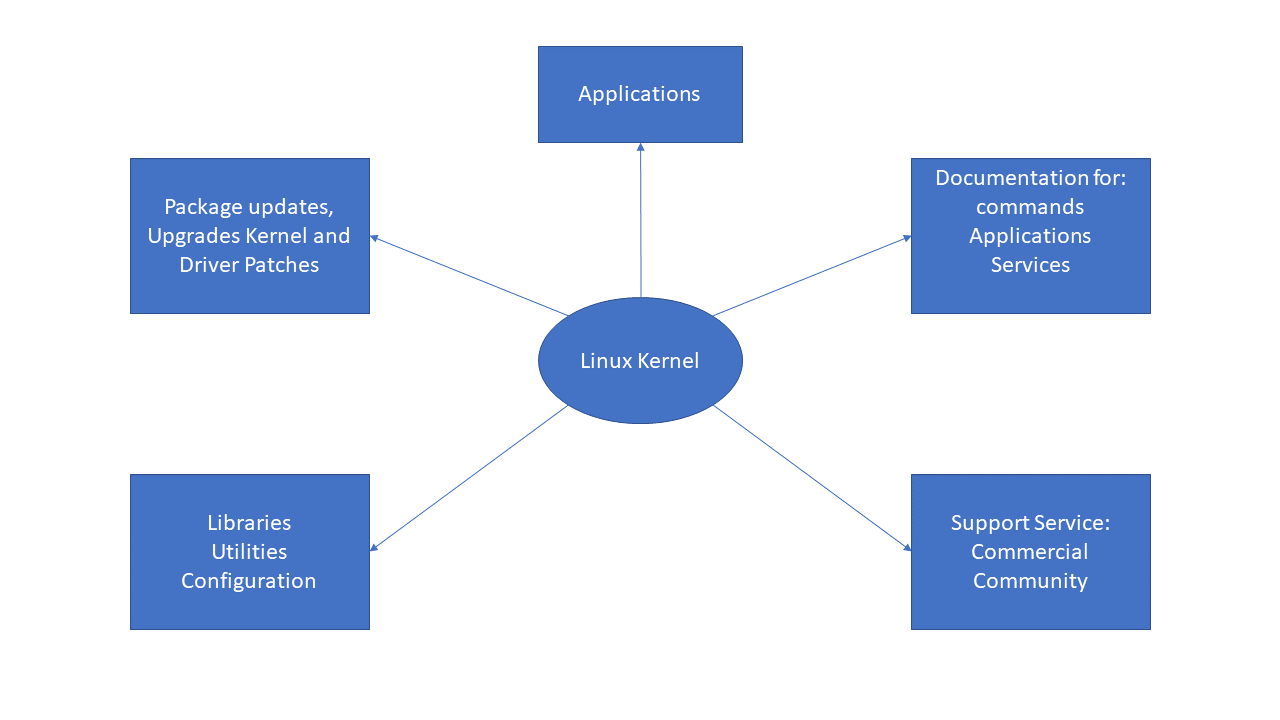 Applications
Package updates,
Upgrades Kernel and
Driver Patches
Documentation for:
commands
Applications
Services
Linux Kernel
Libraries
Utilities
Configuration
Support Service:
Commercial
Community